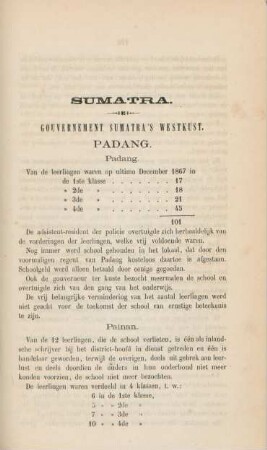 SUMATRA.
GOUVERNEMENT SUMATRA'S WESTKUST.
PADANG.
Padang.
Van de leerlingen waren op ultimo December 1867 in
de 1ste klasse . . . . . . . 17
» 2de » . . . . . . . 18
» 3de » . . . . . . . 21
» 4de » . . . . . . . 45
101
De adsistent-resident der policie overtuigde zich herhaaldelijk van
de vorderingen der leerlingen, welke vrij voldoende waren.
Nog immer werd school gehouden in het lokaal, dat door den
voormaligen regent van Padang kosteloos daartoe is afgestaan.
Schoolgeld werd alleen betaald door eenige gegoeden.
Ook de gouverneur ter kuste bezocht meermalen de school en
overtuigde zich van den gang van het onderwijs.
De vrij belangrijke vermindering van het aantal leerlingen werd
niet geacht voor de toekomst der school van ernstige beteekenis
te zijn.
Painan.
Van de 12 leerlingen, die de school verlieten, is één als inland-
sche schrijver bij het district-hoofd in dienst getreden en één is
handelaar geworden, terwijl de overigen, deels uit gebrek aan leer-
lust en deels doordien de ouders in hun onderhoud niet meer
konden voorzien, de school niet meer bezochten.
De leerlingen waren verdeeld in 4 klassen, t. w.:
6 in de 1ste klasse,
5 » » 2de »
7 » » 3de »
10 » » 4de »